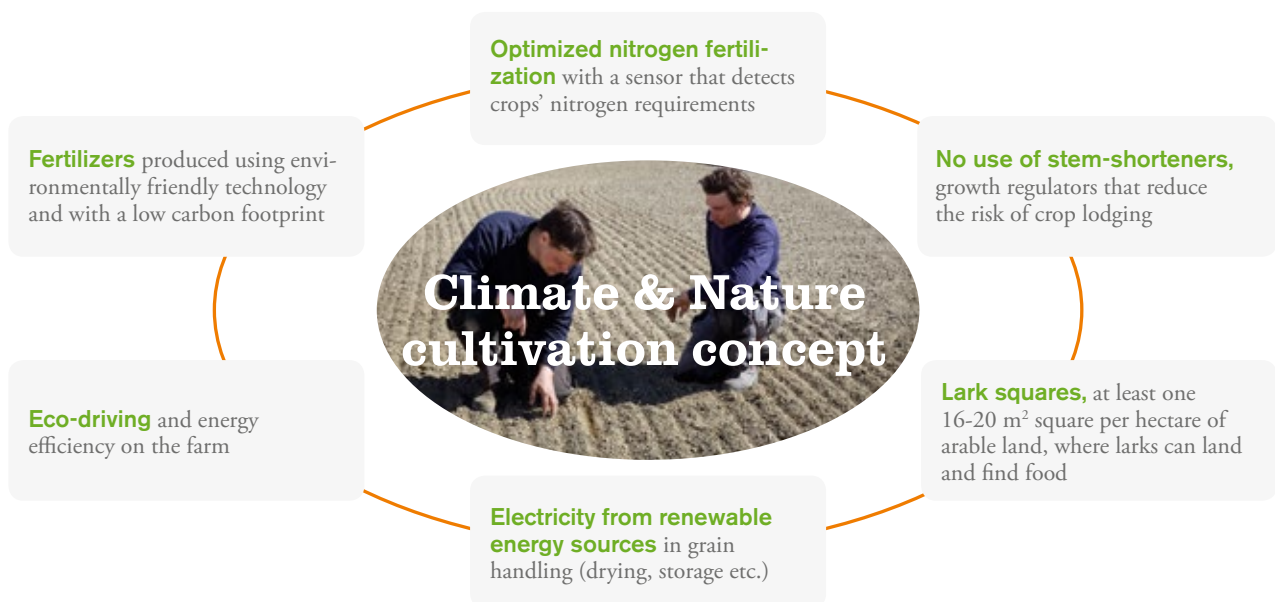 Optimized nitrogen fertili-
zation with a sensor that detects
crops’ nitrogen requirements
Fertilizers produced using envi-
ronmentally friendly technology
and with a low carbon footprint
No use of stem-shorteners,
growth regulators that reduce
the risk of crop lodging
Climate & Nature
cultivation concept
Eco-driving and energy
efficiency on the farm
Lark squares, at least one
16-20 m² square per hectare of
arable land, where larks can land
and find food
Electricity from renewable
energy sources in grain
handling (drying, storage etc.)